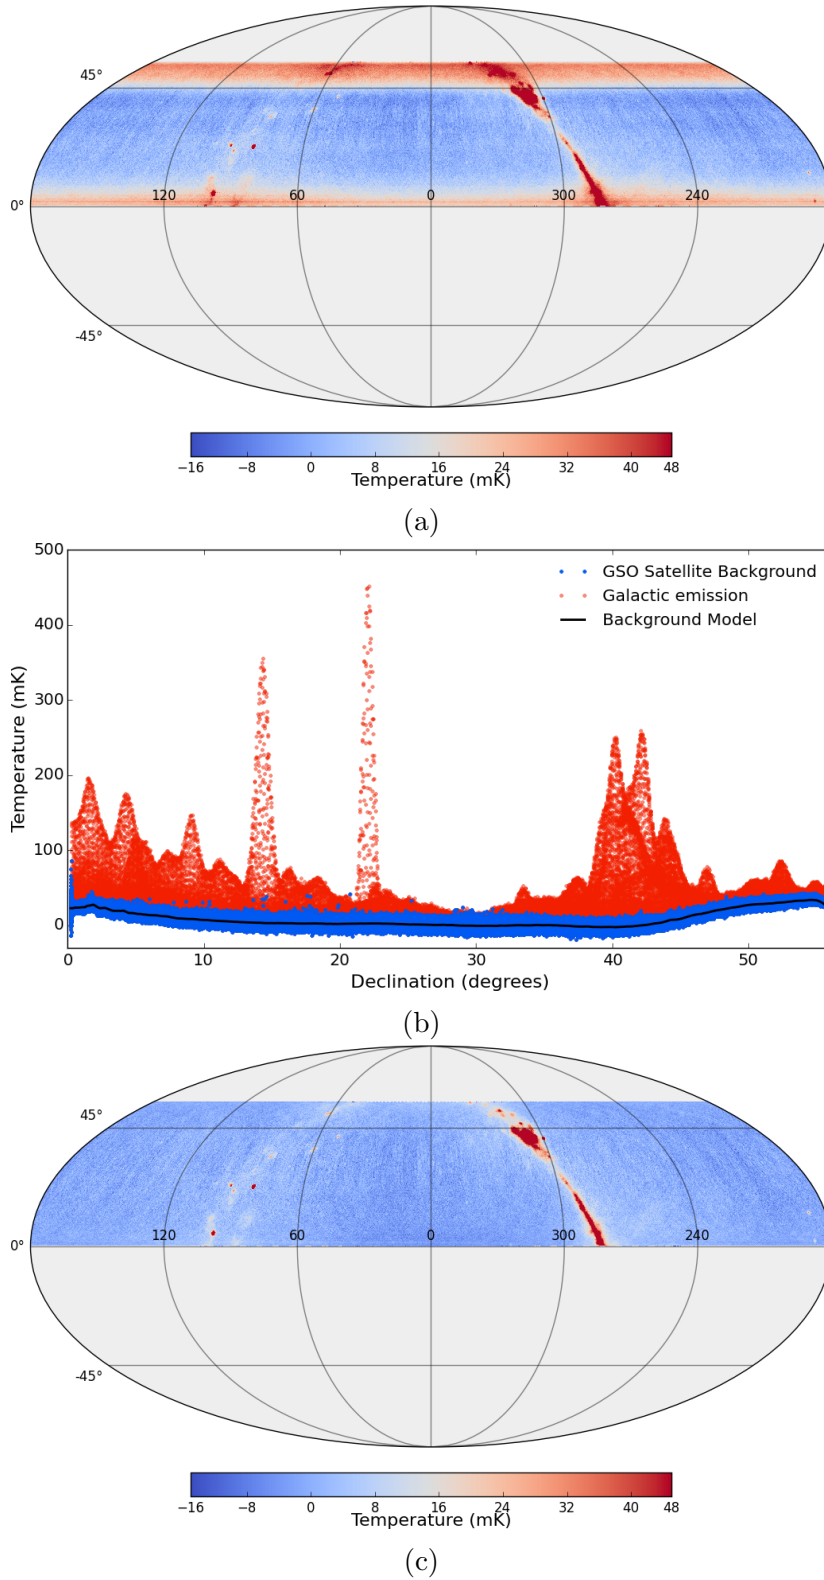 45°
120 60 0 300 240
0°
-45°
−16 −8 0 8 16 24 32 40 48
Temperature (mK)
(a)
500
GSO Satellite Background
Galactic emission
400
Background Model
300
200
100
0
Temperature (mK)
0 10 20 30 40 50
Declination (degrees)
(b)
45°
120 60 0 300 240
0°
-45°
−16 −8 0 8 16 24 32 40 48
Temperature (mK)
(c)